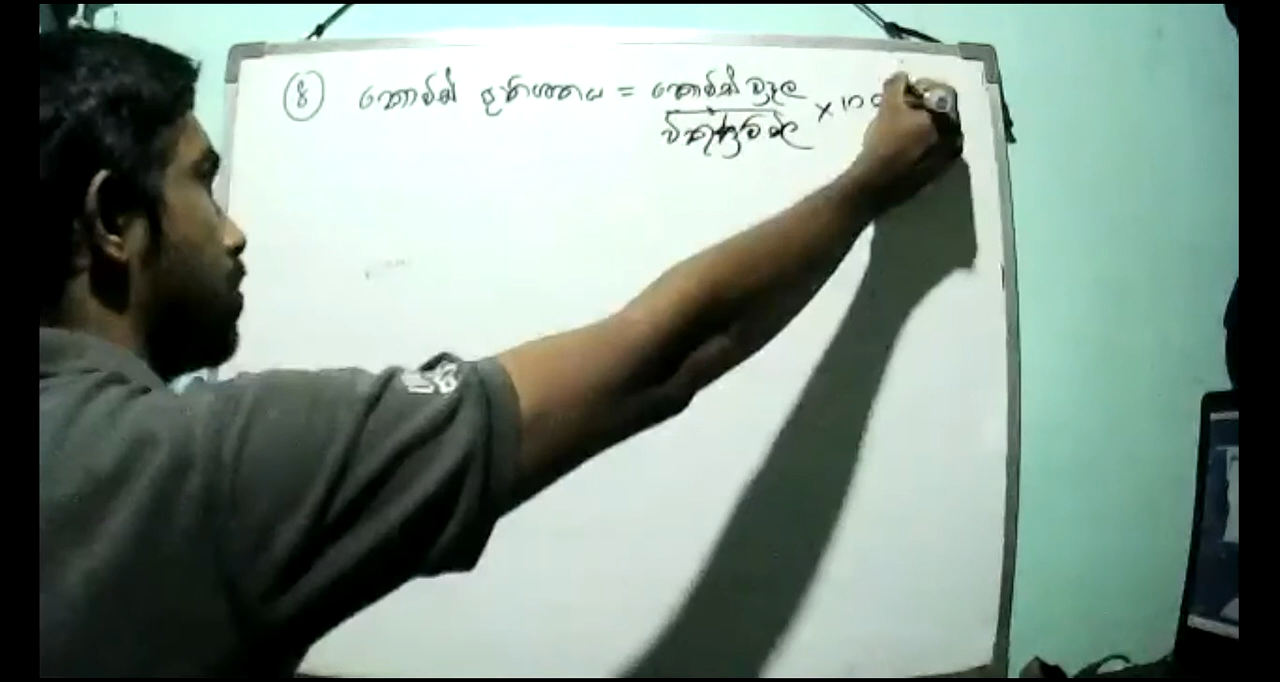 ⑧ කොමිස් ප්‍රතිශතය = කොමිස් මුදල × 100
විකුණුම් මිල